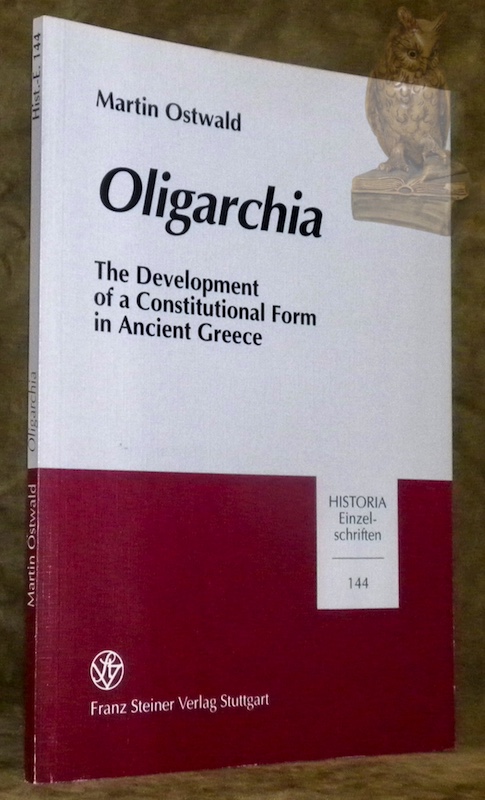 Martin Ostwald
Oligarchia
The Development
of a Constitutional Form
in Ancient Greece
HISTORIA
Einzel-
schriften
144
Franz Steiner Verlag Stuttgart
Martin Ostwald Oligarchia Hist.-E. 144